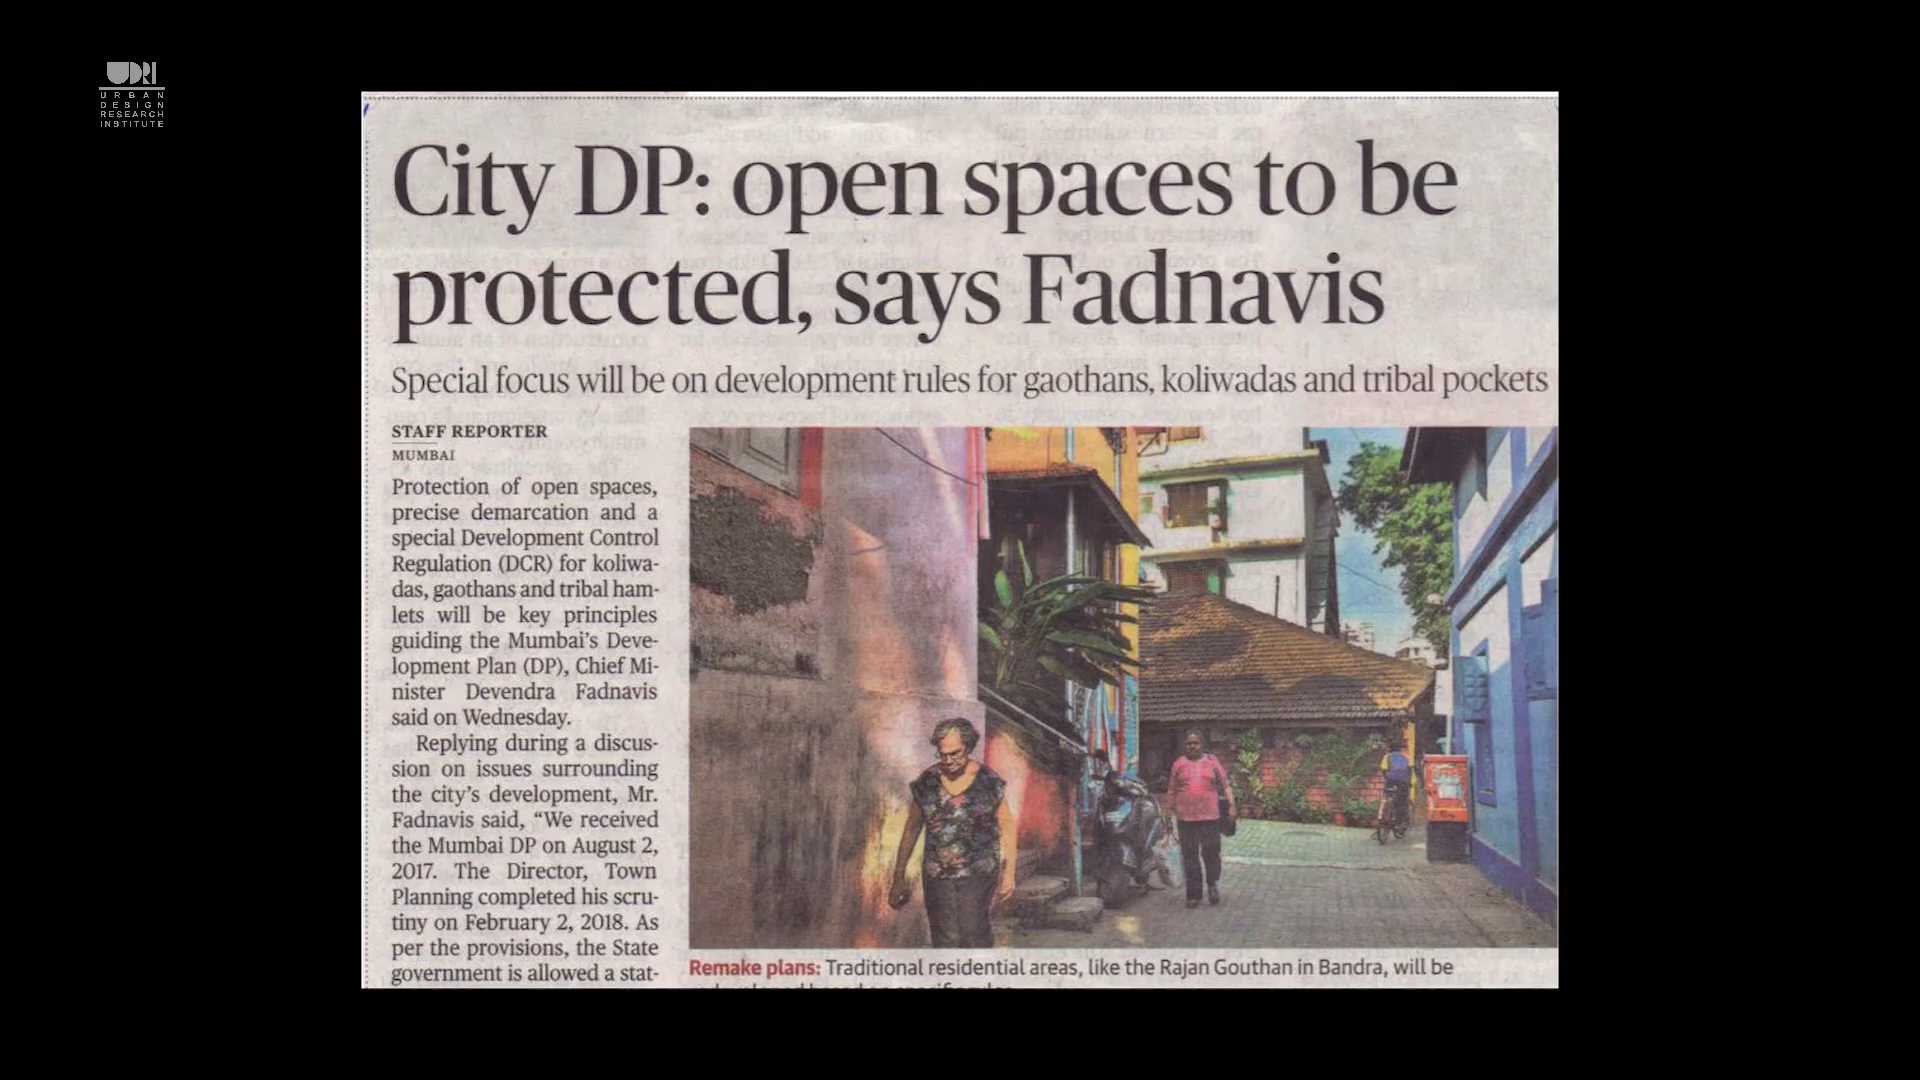 UDRI
URBAN
DESIGN
RESEARCH
INSTITUTE
City DP: open spaces to be
protected, says Fadnavis
Special focus will be on development rules for gaothans, koliwadas and tribal pockets
STAFF REPORTER
MUMBAI
Protection of open spaces,
precise demarcation and a
special Development Control
Regulation (DCR) for koliwa-
das, gaothans and tribal ham-
lets will be key principles
guiding the Mumbai's Deve-
lopment Plan (DP), Chief Mi-
nister Devendra Fadnavis
said on Wednesday.
Replying during a discus-
sion on issues surrounding
the city's development, Mr.
Fadnavis said, “We received
the Mumbai DP on August 2,
2017. The Director, Town
Planning completed his scru-
tiny on February 2, 2018. As
per the provisions, the State
government is allowed a stat-
Remake plans: Traditional residential areas, like the Rajan Gouthan in Bandra, will be